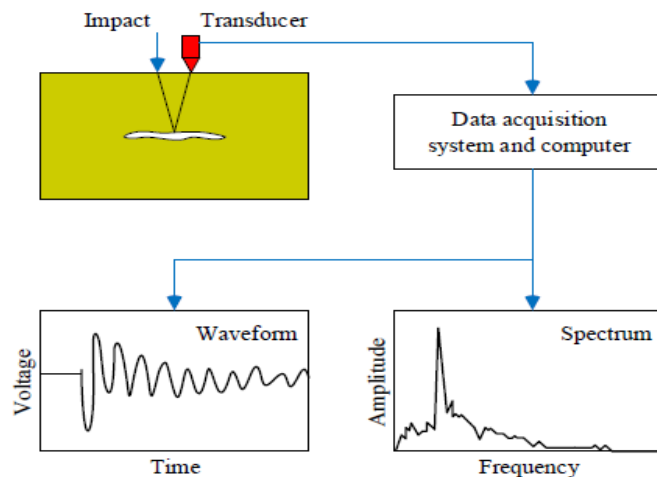 Impact Transducer
Data acquisition
system and computer
Waveform
Voltage
Time
Spectrum
Amplitude
Frequency